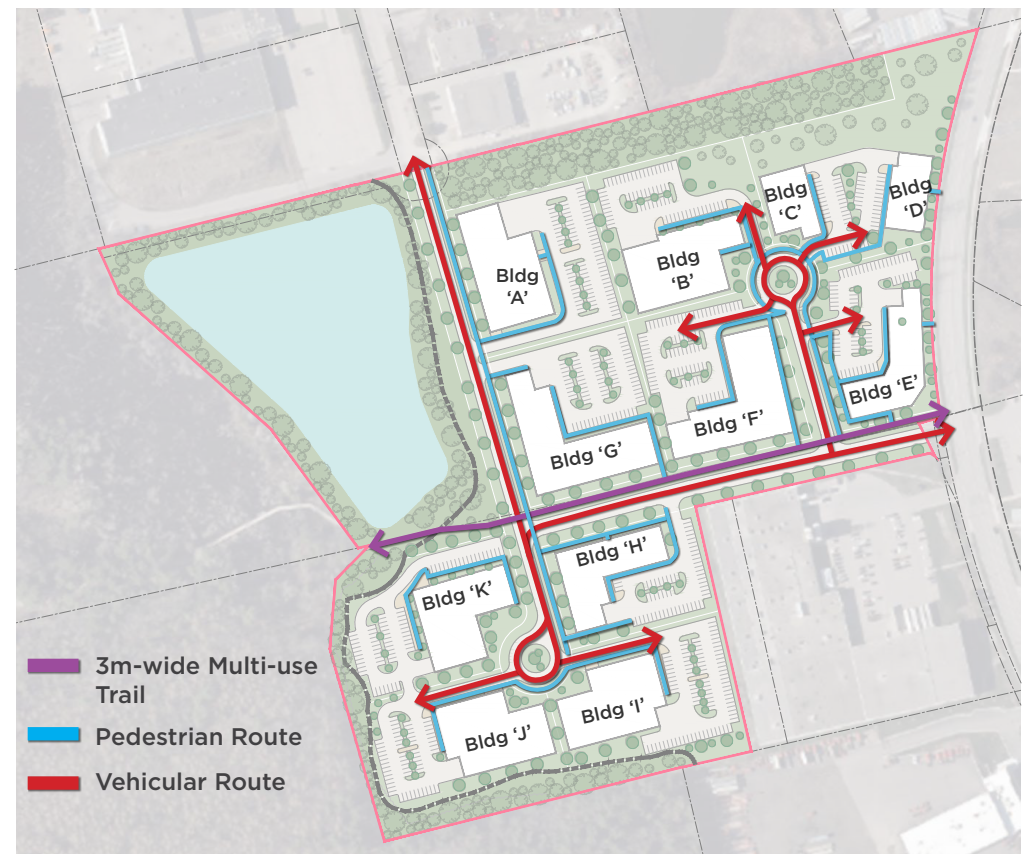 Bldg
‘C’
Bldg
‘D’
Bldg
‘B’
Bldg
‘A’
Bldg ‘E’
Bldg ‘F’
Bldg ‘G’
Bldg ‘H’
Bldg ‘K’
Bldg ‘I’
Bldg ‘J’
3m-wide Multi-use
Trail
Pedestrian Route
Vehicular Route